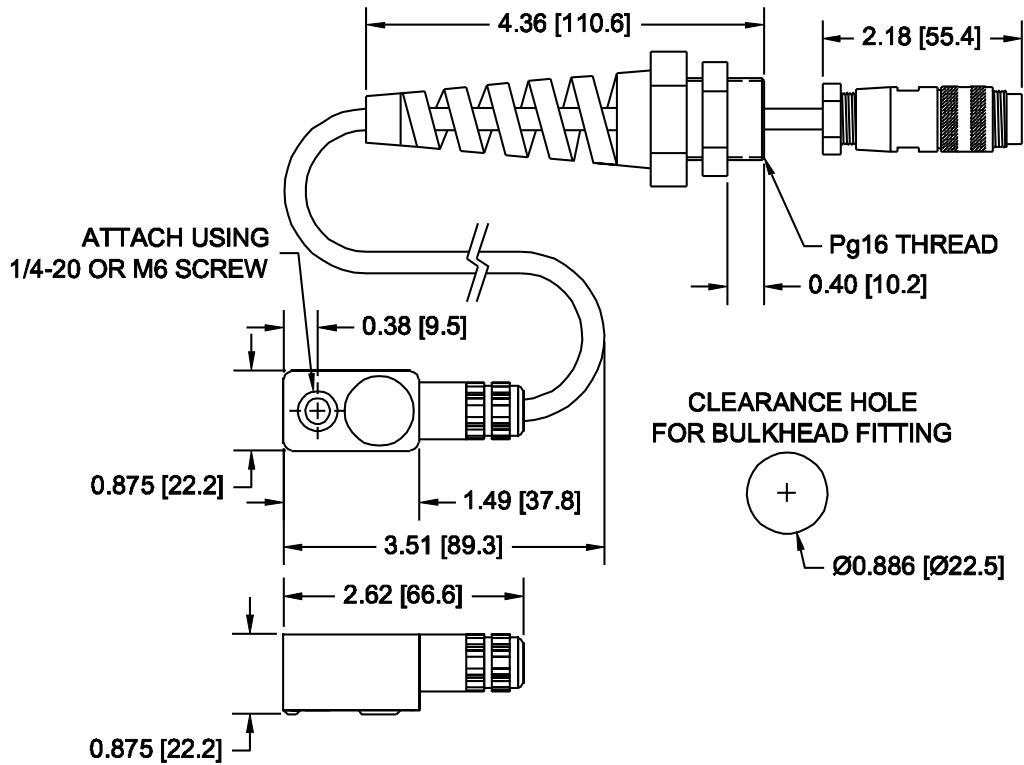 4.36 [110.6]
2.18 [55.4]
ATTACH USING
1/4-20 OR M6 SCREW
Pg16 THREAD
0.40 [10.2]
0.38 [9.5]
CLEARANCE HOLE
FOR BULKHEAD FITTING
0.875 [22.2]
1.49 [37.8]
3.51 [89.3]
Ø0.886 [Ø22.5]
2.62 [66.6]
0.875 [22.2]